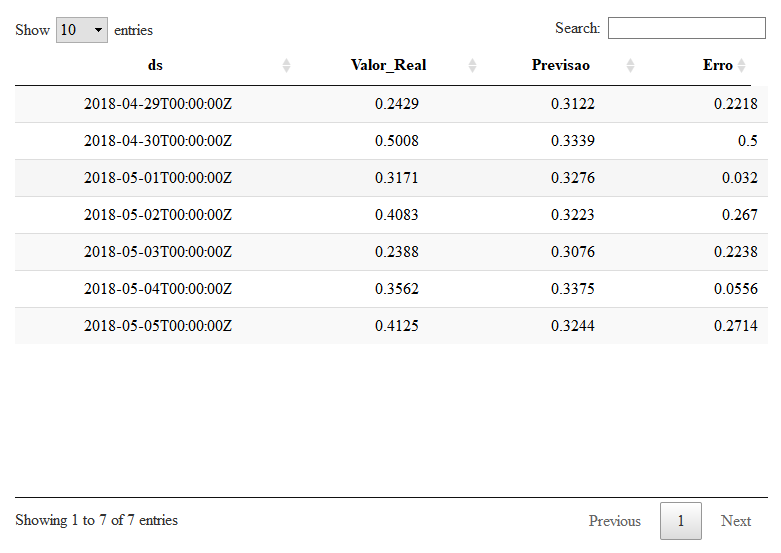 Show 10 entries Search:
ds Valor_Real Previsao Erro
2018-04-29T00:00:00Z 0.2429 0.3122 0.2218
2018-04-30T00:00:00Z 0.5008 0.3339 0.5
2018-05-01T00:00:00Z 0.3171 0.3276 0.032
2018-05-02T00:00:00Z 0.4083 0.3223 0.267
2018-05-03T00:00:00Z 0.2388 0.3076 0.2238
2018-05-04T00:00:00Z 0.3562 0.3375 0.0556
2018-05-05T00:00:00Z 0.4125 0.3244 0.2714
Showing 1 to 7 of 7 entries Previous 1 Next